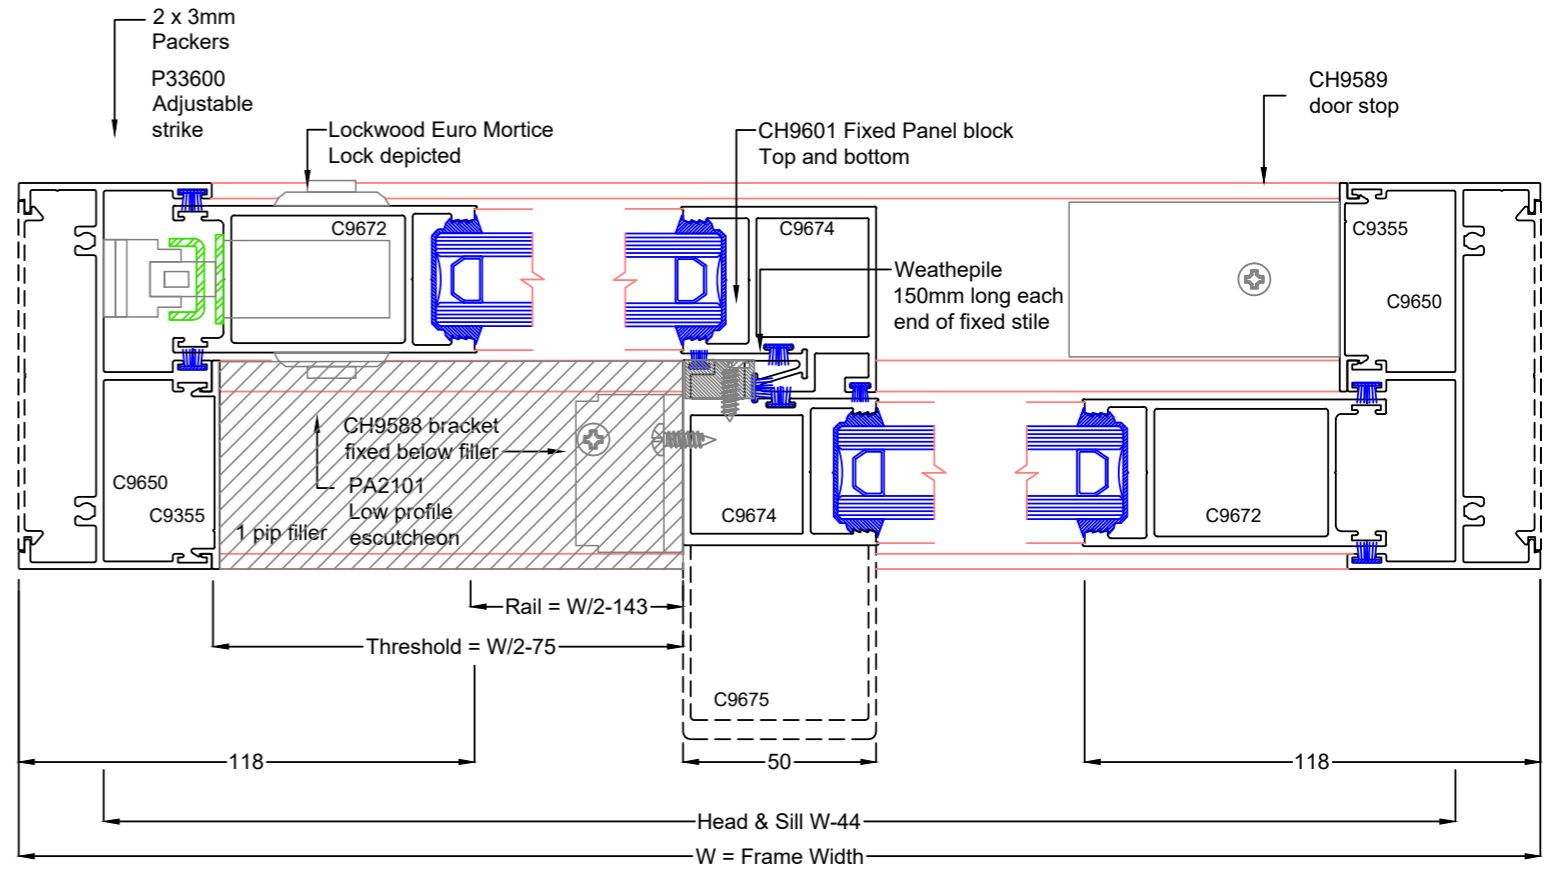 2 x 3mm
Packers
P33600
Adjustable
strike
Lockwood Euro Mortice
Lock depicted
CH9601 Fixed Panel block
Top and bottom
CH9589
door stop
C9672
C9674
C9355
C9650
Weathepile
150mm long each
end of fixed stile
CH9588 bracket
fixed below filler
PA2101
Low profile
escutcheon
1 pip filler
C9650
C9355
C9674
C9672
Rail = W/2-143
Threshold = W/2-75
C9675
118
50
118
Head & Sill W-44
W = Frame Width